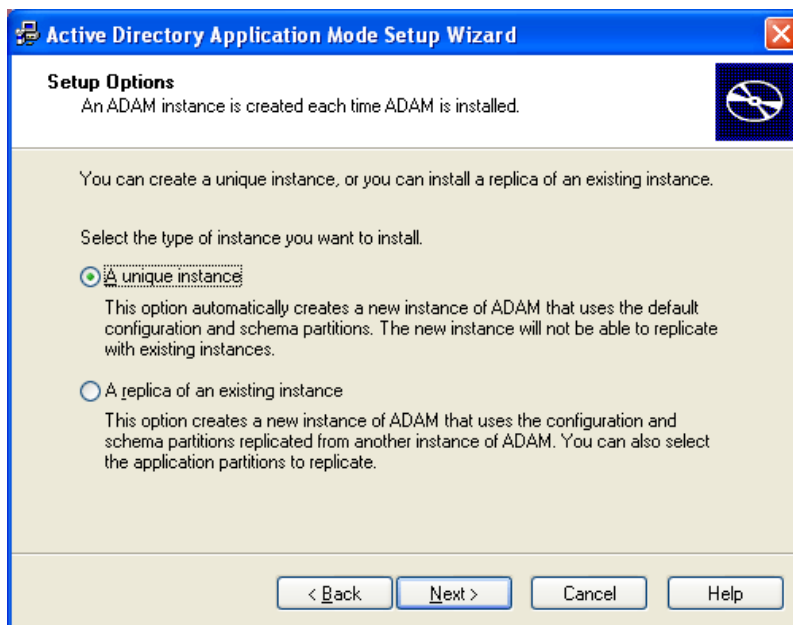 Active Directory Application Mode Setup Wizard
Setup Options
An ADAM instance is created each time ADAM is installed.
You can create a unique instance, or you can install a replica of an existing instance.
Select the type of instance you want to install.
A unique instance
This option automatically creates a new instance of ADAM that uses the default
configuration and schema partitions. The new instance will not be able to replicate
with existing instances.
A replica of an existing instance
This option creates a new instance of ADAM that uses the configuration and
schema partitions replicated from another instance of ADAM. You can also select
the application partitions to replicate.
< Back Next > Cancel Help